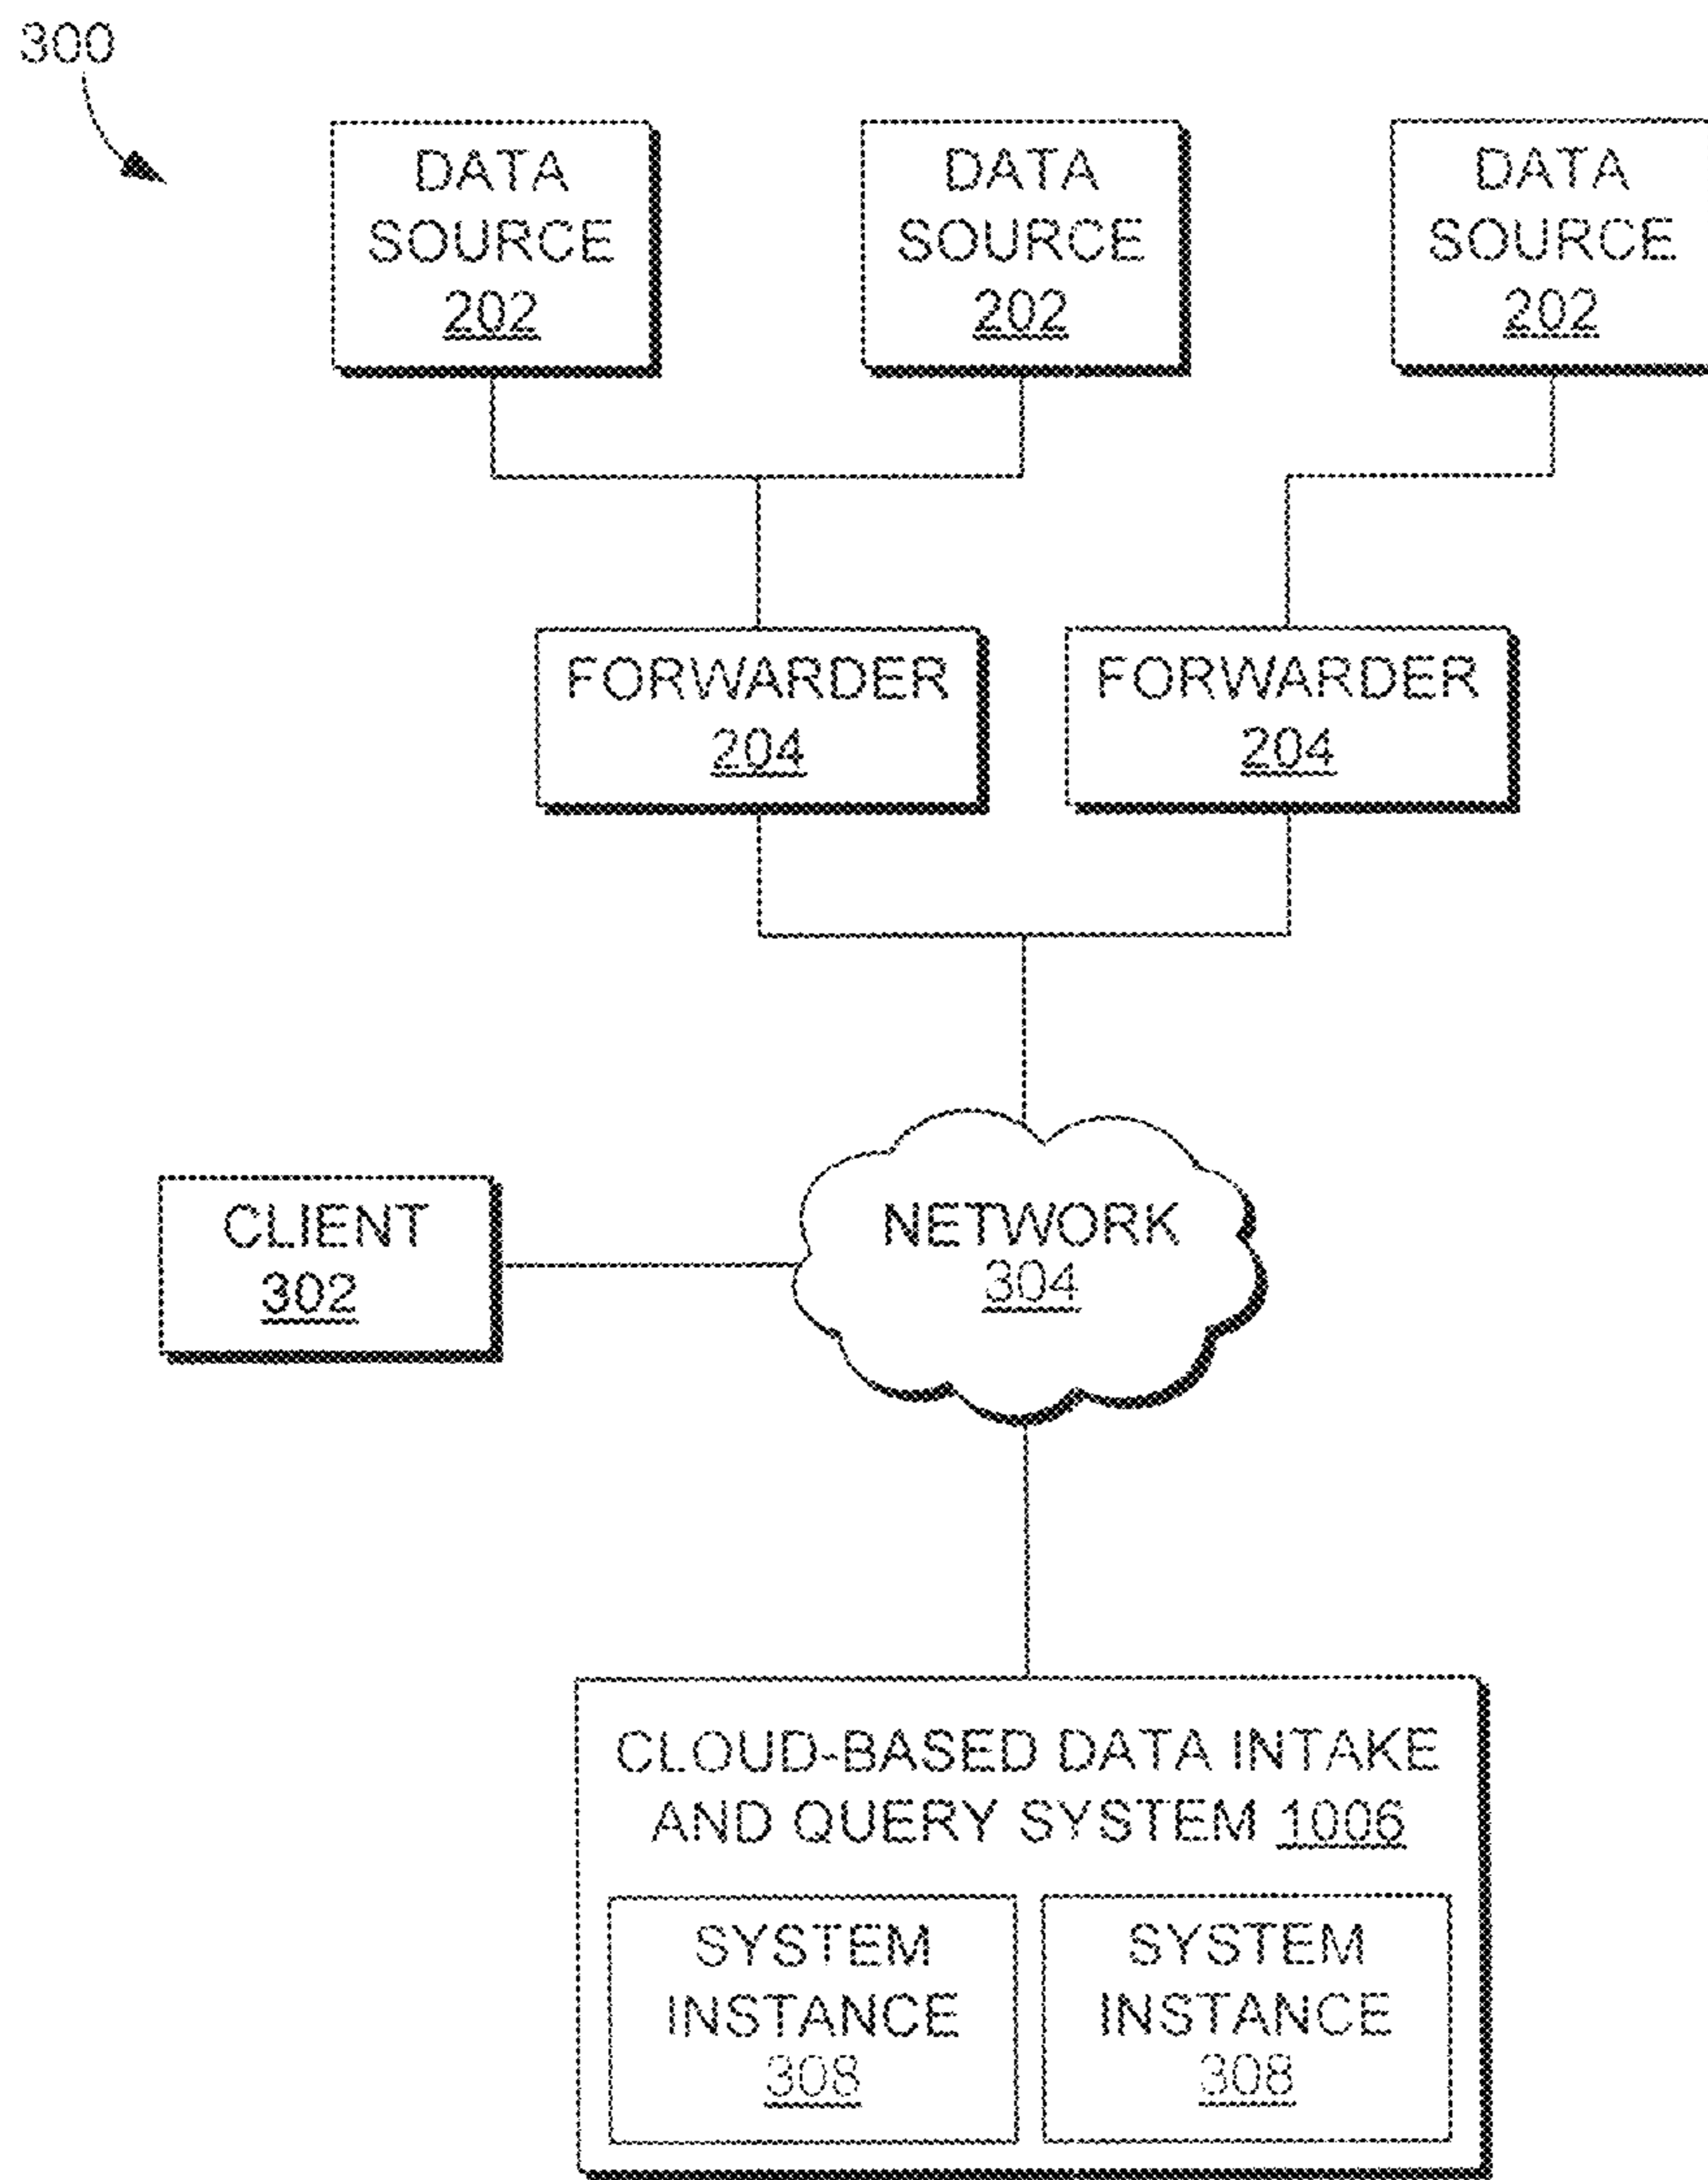 300
DATA
SOURCE
202
DATA
SOURCE
202
DATA
SOURCE
202
FORWARDER
204
FORWARDER
204
CLIENT
302
NETWORK
304
CLOUD-BASED DATA INTAKE
AND QUERY SYSTEM 1006
SYSTEM
INSTANCE
308
SYSTEM
INSTANCE
308